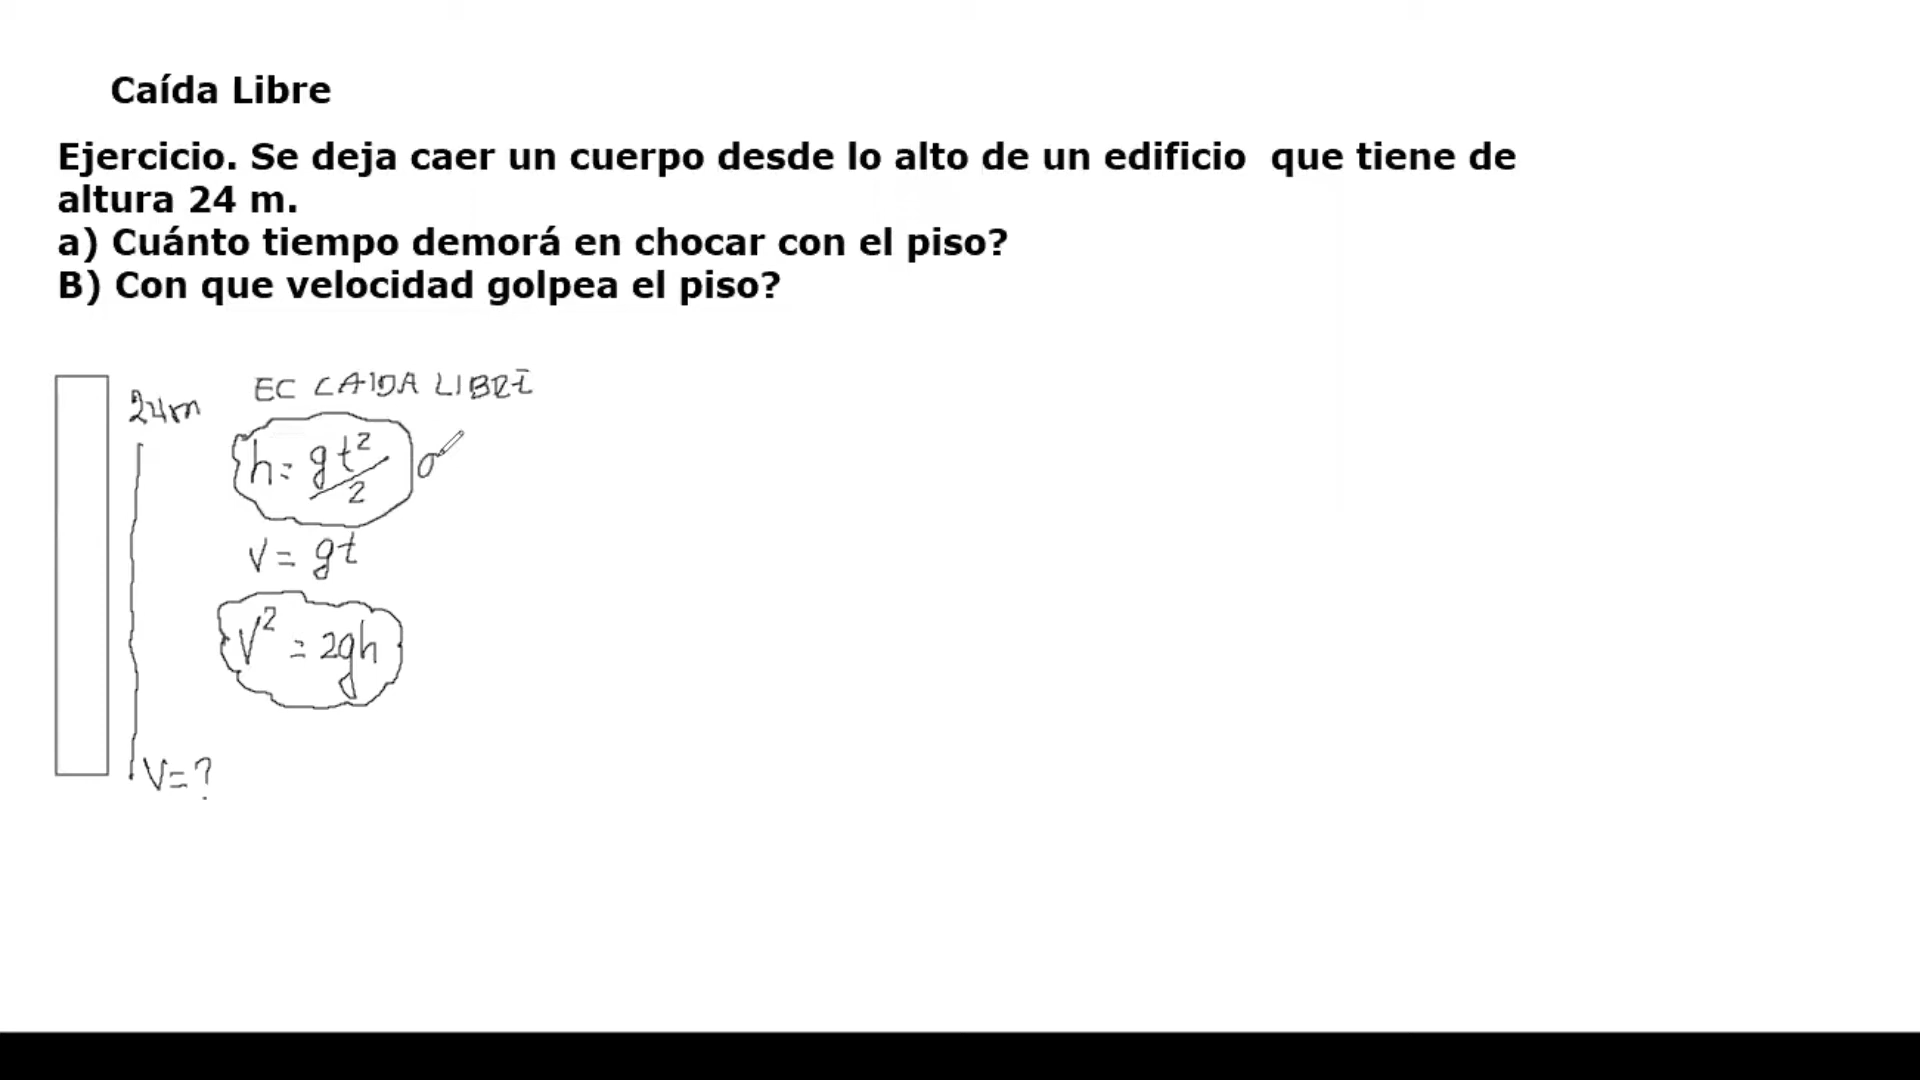 Caída Libre
Ejercicio. Se deja caer un cuerpo desde lo alto de un edificio que tiene de
altura 24 m.
a) Cuánto tiempo demorá en chocar con el piso?
B) Con que velocidad golpea el piso?
24m
EC CAIDA LIBRE
h = gt²/2
v = gt
V² = 2gh
V=?